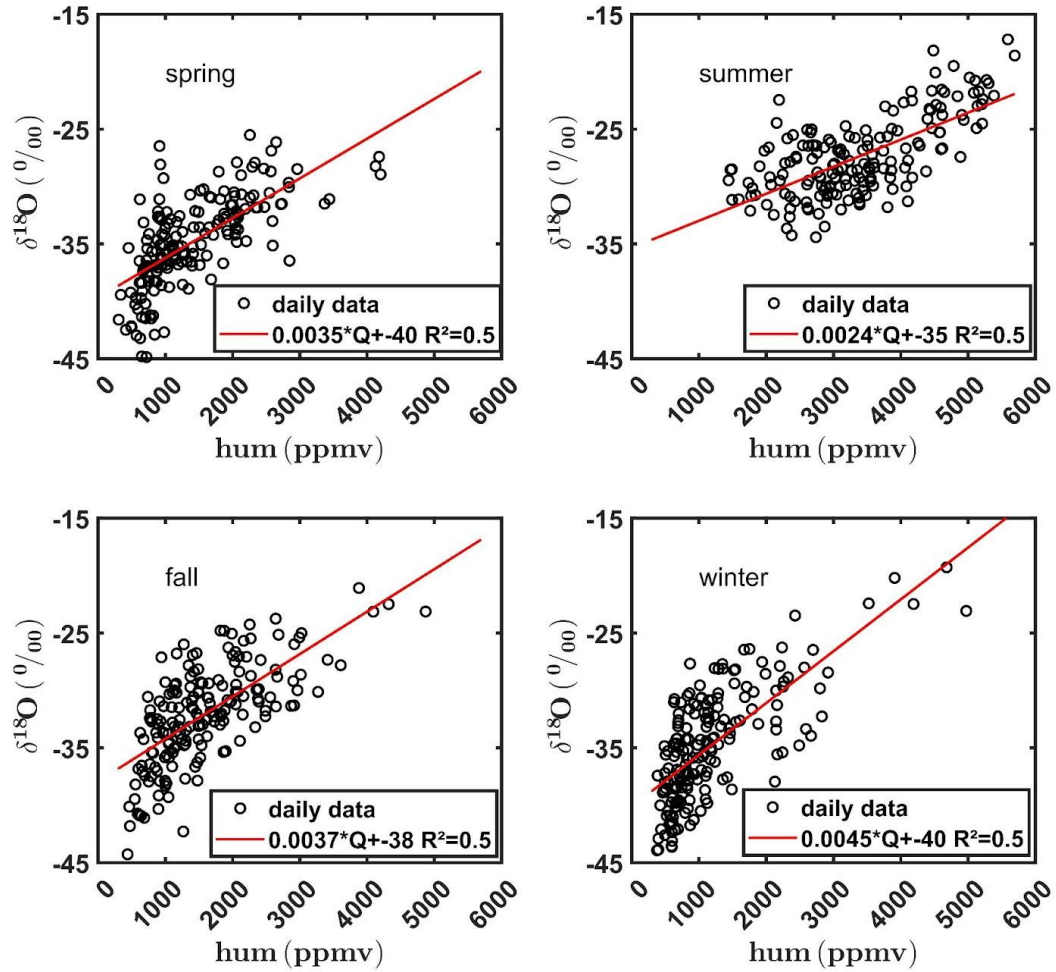 -15
-25
-35
-45
δ¹⁸O ( ⁰/₀₀)
spring
daily data
0.0035*Q+-40 R²=0.5
0 1000 2000 3000 4000 5000 6000
hum (ppmv)
-15
-25
-35
-45
δ¹⁸O ( ⁰/₀₀)
summer
daily data
0.0024*Q+-35 R²=0.5
0 1000 2000 3000 4000 5000 6000
hum (ppmv)
-15
-25
-35
-45
δ¹⁸O ( ⁰/₀₀)
fall
daily data
0.0037*Q+-38 R²=0.5
0 1000 2000 3000 4000 5000 6000
hum (ppmv)
-15
-25
-35
-45
δ¹⁸O ( ⁰/₀₀)
winter
daily data
0.0045*Q+-40 R²=0.5
0 1000 2000 3000 4000 5000 6000
hum (ppmv)